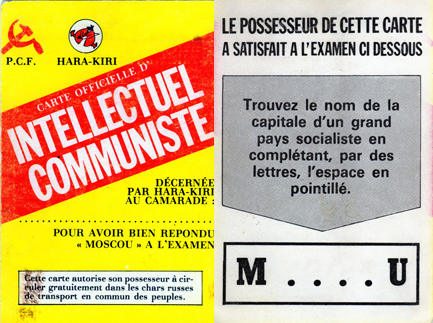 P.C.F. HARA-KIRI
CARTE OFFICIELLE D'
INTELLECTUEL
COMMUNISTE
DÉCERNÉE
PAR HARA-KIRI
AU CAMARADE :
POUR AVOIR BIEN REPONDU
« MOSCOU » A L'EXAMEN
Cette carte autorise son possesseur à cir-
culer gratuitement dans les chars russes
de transport en commun des peuples.
LE POSSESSEUR DE CETTE CARTE
A SATISFAIT A L'EXAMEN CI DESSOUS
Trouvez le nom de la
capitale d'un grand
pays socialiste en
complétant, par des
lettres, l'espace en
pointillé.
M . . . . U